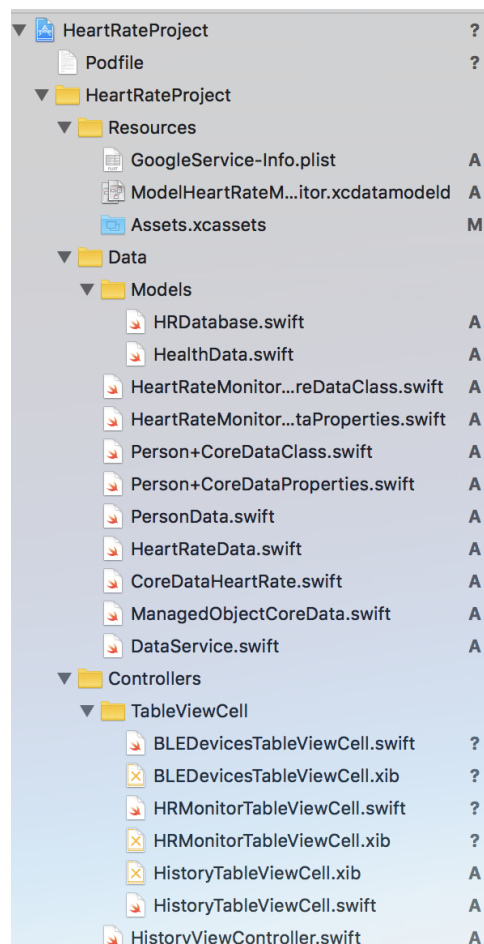 HeartRateProject ?
Podfile ?
HeartRateProject
Resources
GoogleService-Info.plist A
ModelHeartRateM...itor.xcdatamodeld A
Assets.xcassets M
Data
Models
HRDatabase.swift A
HealthData.swift A
HeartRateMonitor...reDataClass.swift A
HeartRateMonitor...taProperties.swift A
Person+CoreDataClass.swift A
Person+CoreDataProperties.swift A
PersonData.swift A
HeartRateData.swift A
CoreDataHeartRate.swift A
ManagedObjectCoreData.swift A
DataService.swift A
Controllers
TableViewCell
BLEDevicesTableViewCell.swift ?
BLEDevicesTableViewCell.xib ?
HRMonitorTableViewCell.swift ?
HRMonitorTableViewCell.xib ?
HistoryTableViewCell.xib A
HistoryTableViewCell.swift A
HistoryViewController.swift A